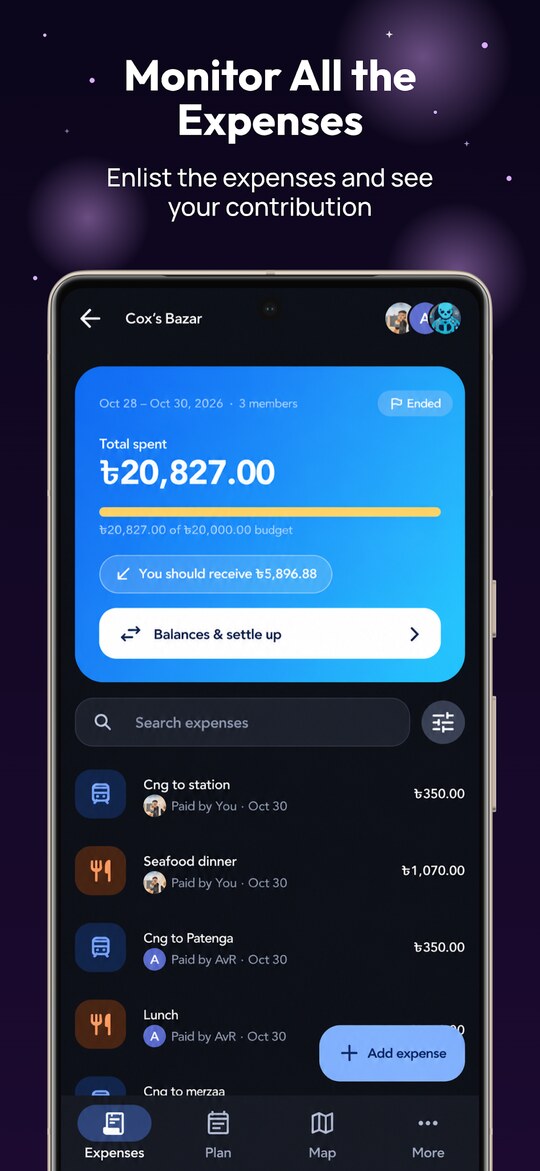 Monitor All the
Expenses
Enlist the expenses and see
your contribution
Cox's Bazar
A
Oct 28 – Oct 30, 2026 · 3 members
Ended
Total spent
৳20,827.00
৳20,827.00 of ৳20,000.00 budget
You should receive ৳5,896.88
Balances & settle up
Search expenses
Cng to station
Paid by You · Oct 30
৳350.00
Seafood dinner
Paid by You · Oct 30
৳1,070.00
Cng to Patenga
A
Paid by AvR · Oct 30
৳350.00
Lunch
A
Paid by AvR · Oct 30
Add expense
Cng to merzaa
Expenses
Plan
Map
More